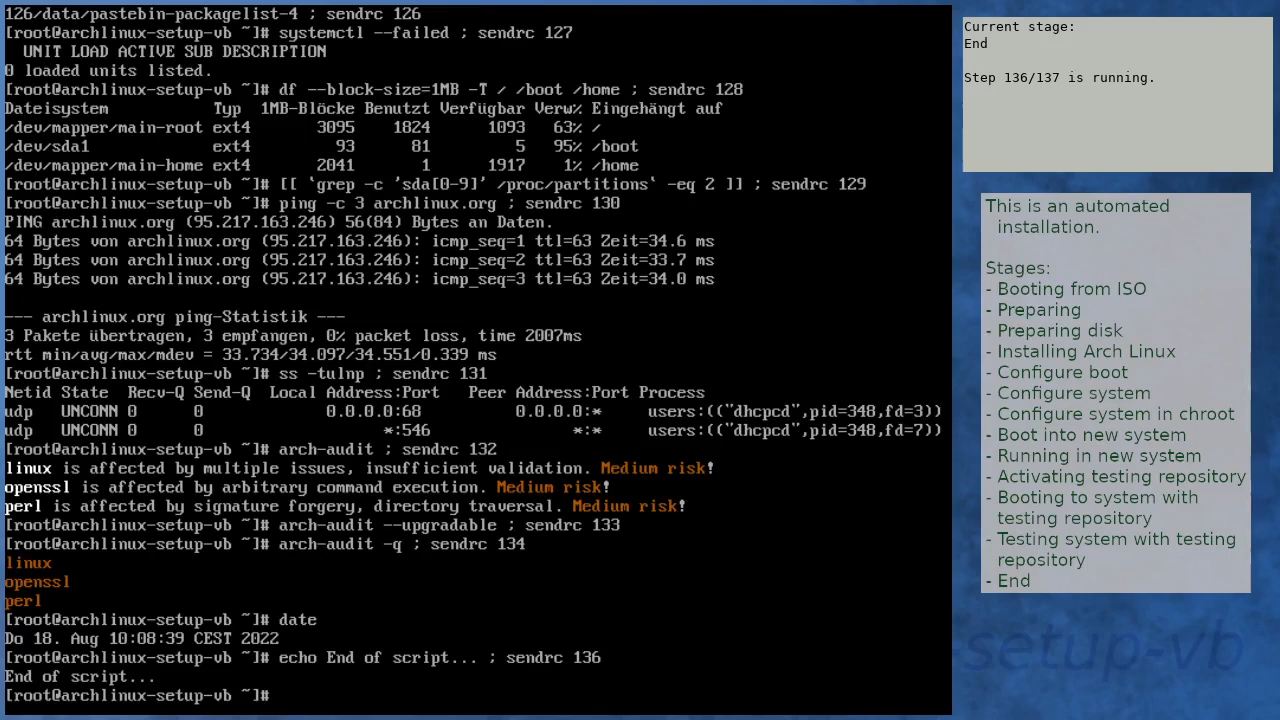 126/data/pastebin-packagelist-4 ; sendrc 126
[root@archlinux-setup-vb ~]# systemctl --failed ; sendrc 127
  UNIT LOAD ACTIVE SUB DESCRIPTION
0 loaded units listed.
[root@archlinux-setup-vb ~]# df --block-size=1MB -T / /boot /home ; sendrc 128
Dateisystem           Typ  1MB-Blöcke Benutzt Verfügbar Verw% Eingehängt auf
/dev/mapper/main-root ext4       3095    1824      1093   63% /
/dev/sda1             ext4         93      81         5   95% /boot
/dev/mapper/main-home ext4       2041       1      1917    1% /home
[root@archlinux-setup-vb ~]# [[ `grep -c 'sda[0-9]' /proc/partitions` -eq 2 ]] ; sendrc 129
[root@archlinux-setup-vb ~]# ping -c 3 archlinux.org ; sendrc 130
PING archlinux.org (95.217.163.246) 56(84) Bytes an Daten.
64 Bytes von archlinux.org (95.217.163.246): icmp_seq=1 ttl=63 Zeit=34.6 ms
64 Bytes von archlinux.org (95.217.163.246): icmp_seq=2 ttl=63 Zeit=33.7 ms
64 Bytes von archlinux.org (95.217.163.246): icmp_seq=3 ttl=63 Zeit=34.0 ms
--- archlinux.org ping-Statistik ---
3 Pakete übertragen, 3 empfangen, 0% packet loss, time 2007ms
rtt min/avg/max/mdev = 33.734/34.097/34.551/0.339 ms
[root@archlinux-setup-vb ~]# ss -tulnp ; sendrc 131
Netid State  Recv-Q Send-Q  Local Address:Port   Peer Address:Port Process
udp   UNCONN 0      0             0.0.0.0:68          0.0.0.0:*     users:(("dhcpcd",pid=348,fd=3))
udp   UNCONN 0      0                   *:546               *:*     users:(("dhcpcd",pid=348,fd=7))
[root@archlinux-setup-vb ~]# arch-audit ; sendrc 132
linux is affected by multiple issues, insufficient validation. Medium risk!
openssl is affected by arbitrary command execution. Medium risk!
perl is affected by signature forgery, directory traversal. Medium risk!
[root@archlinux-setup-vb ~]# arch-audit --upgradable ; sendrc 133
[root@archlinux-setup-vb ~]# arch-audit -q ; sendrc 134
linux
openssl
perl
[root@archlinux-setup-vb ~]# date
Do 18. Aug 10:08:39 CEST 2022
[root@archlinux-setup-vb ~]# echo End of script... ; sendrc 136
End of script...
[root@archlinux-setup-vb ~]#
Current stage:
End
Step 136/137 is running.
This is an automated
installation.
Stages:
- Booting from ISO
- Preparing
- Preparing disk
- Installing Arch Linux
- Configure boot
- Configure system
- Configure system in chroot
- Boot into new system
- Running in new system
- Activating testing repository
- Booting to system with
testing repository
- Testing system with testing
repository
- End
-setup-vb